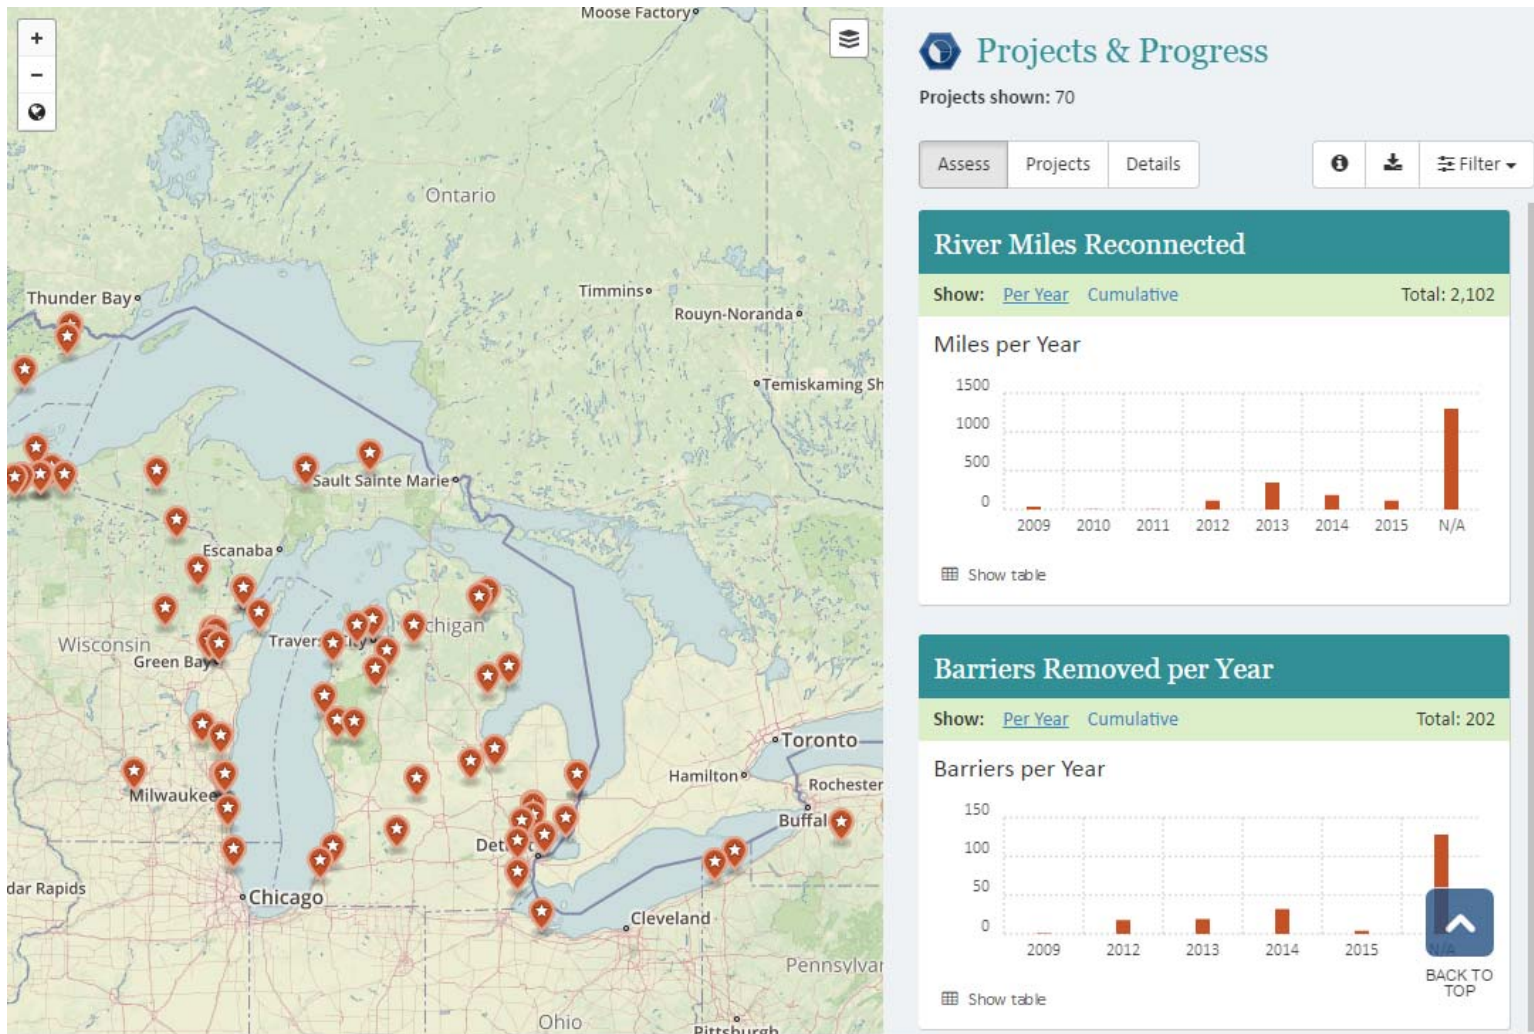 Moose Factory
Ontario
Thunder Bay
Timmins
Rouyn-Noranda
Temiskaming Sh
Sault Sainte Marie
Escanaba
Wisconsin
Green Bay
Travers
City
chigan
Toronto
Hamilton
Rochester
Milwaukee
Buffal
Det
dar Rapids
Chicago
Cleveland
Pennsylvan
Ohio
Pittsburgh
Projects & Progress
Projects shown: 70
Assess Projects Details Filter
River Miles Reconnected
Show: Per Year Cumulative Total: 2,102
Miles per Year
1500
1000
500
0
2009 2010 2011 2012 2013 2014 2015 N/A
Show table
Barriers Removed per Year
Show: Per Year Cumulative Total: 202
Barriers per Year
150
100
50
0
2009 2012 2013 2014 2015 N/A
BACK TO
TOP
Show table